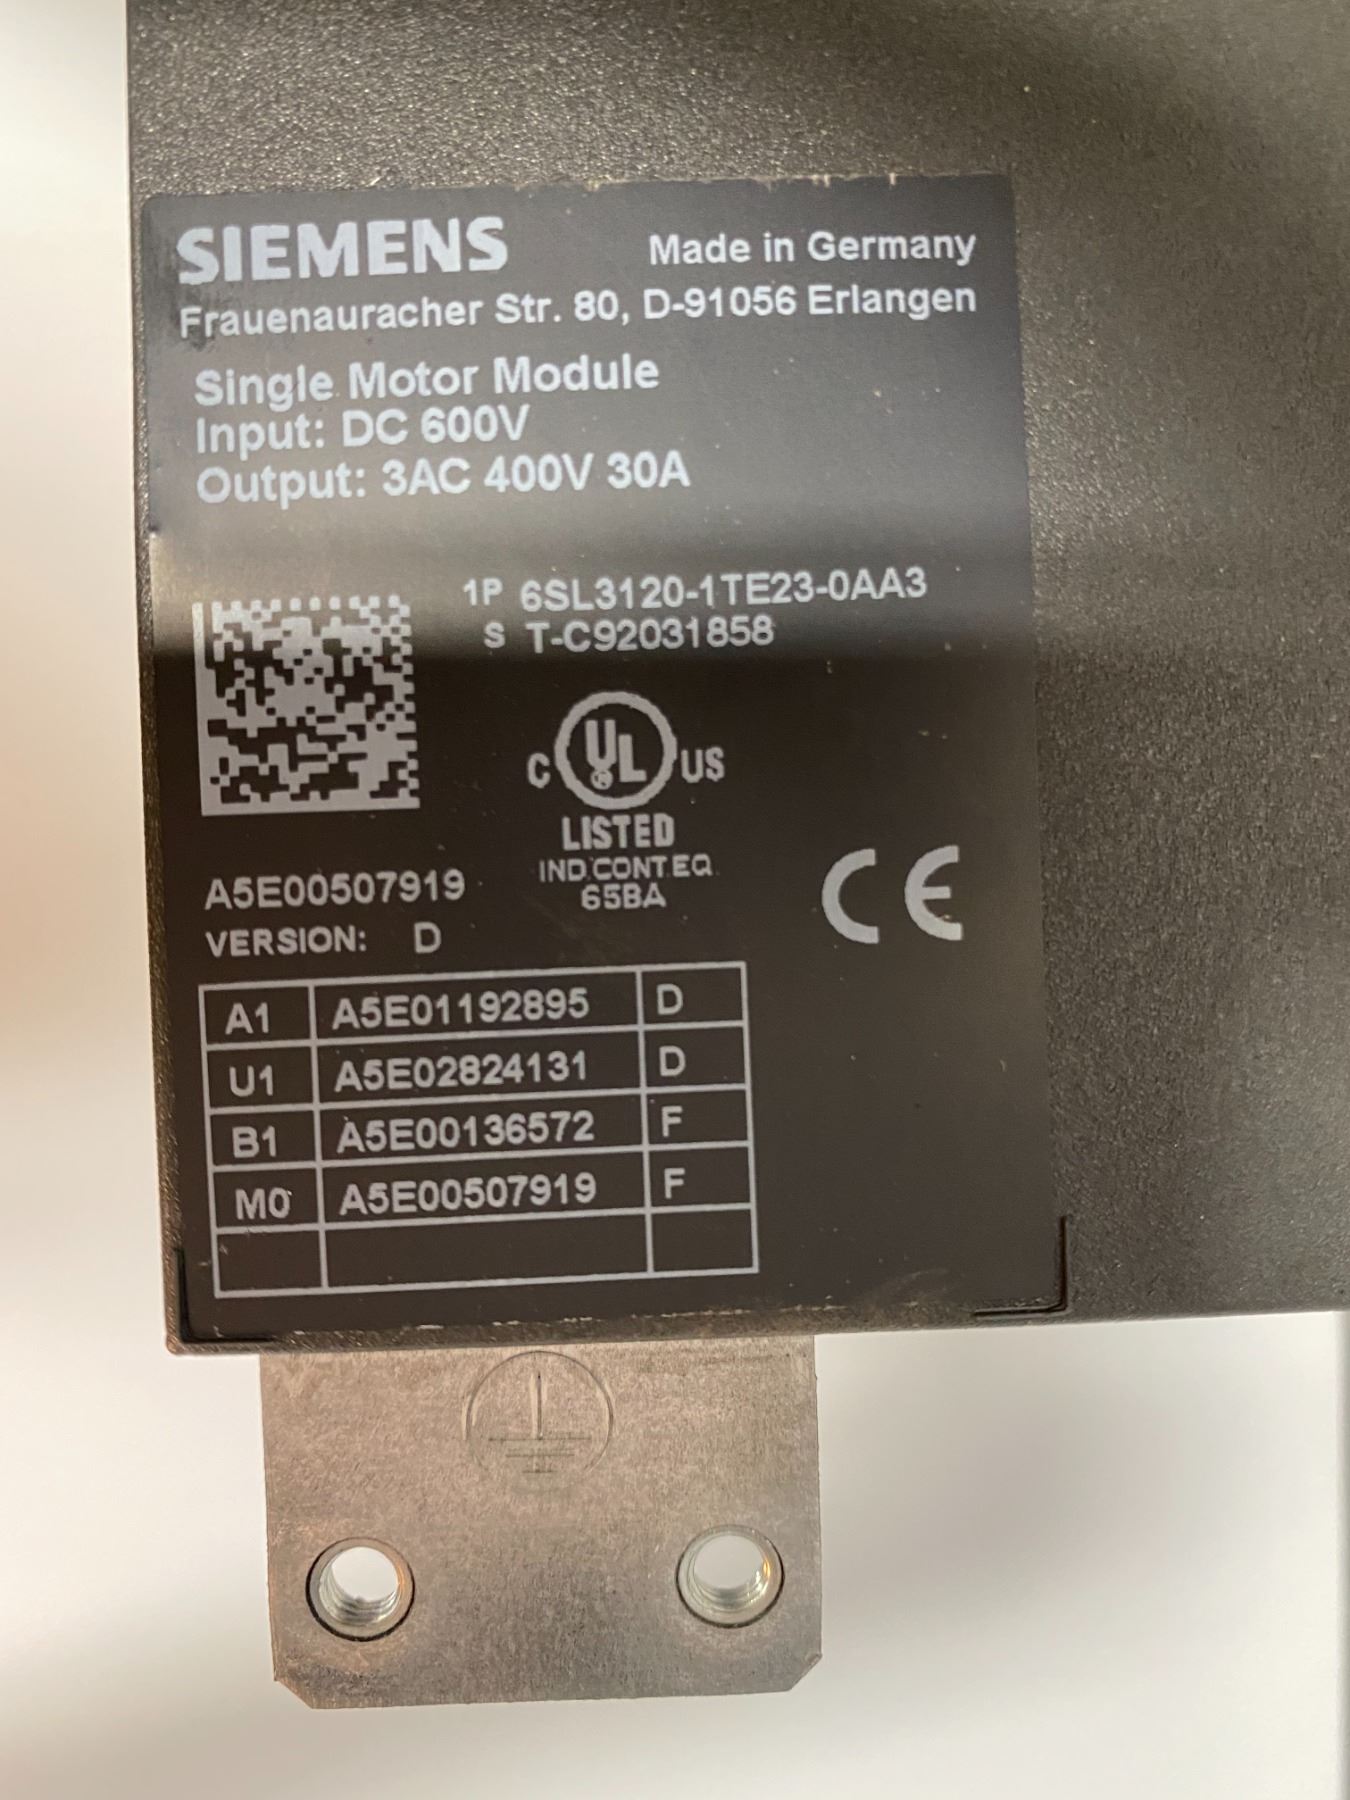 SIEMENS Made in Germany
Frauenauracher Str. 80, D-91056 Erlangen
Single Motor Module
Input: DC 600V
Output: 3AC 400V 30A
1P 6SL3120-1TE23-0AA3
S T-C92031858
C UL US
®
LISTED
IND.CONT.EQ.
65BA
CE
A5E00507919
VERSION: D
A1 A5E01192895 D
U1 A5E02824131 D
B1 A5E00136572 F
M0 A5E00507919 F